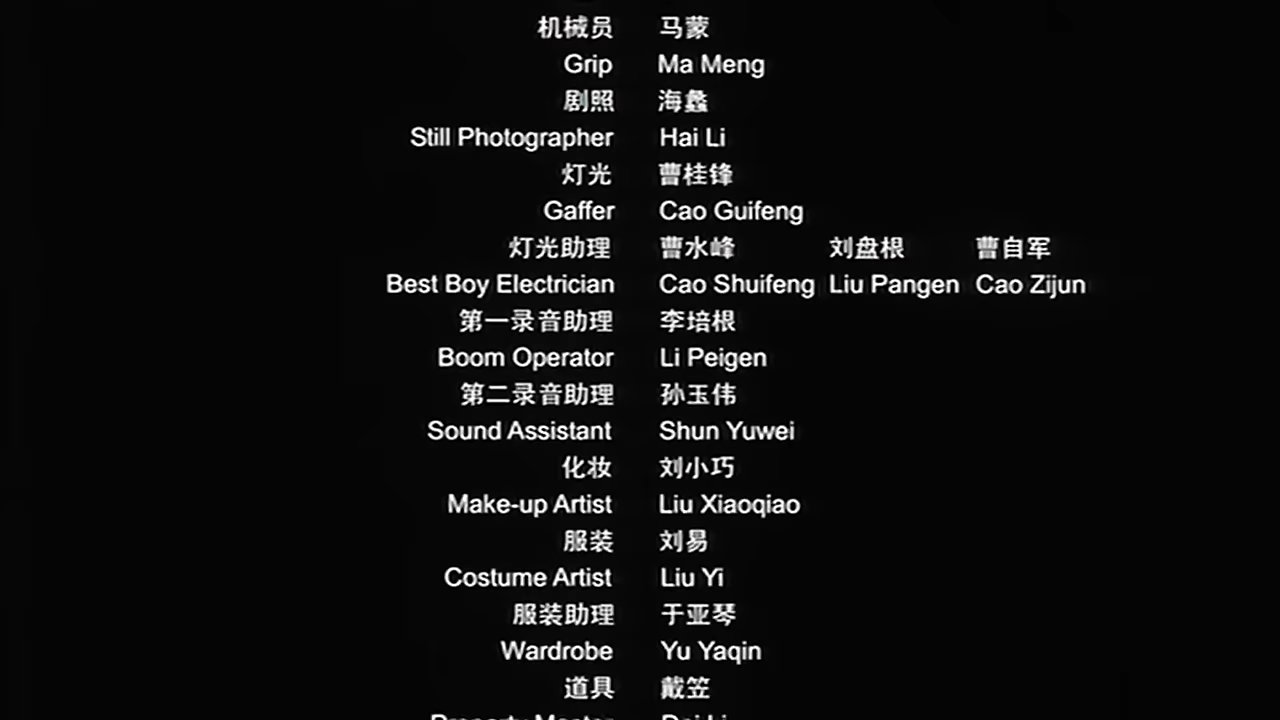 机械员 马蒙
Grip Ma Meng
剧照 海蠡
Still Photographer Hai Li
灯光 曹桂锋
Gaffer Cao Guifeng
灯光助理 曹水峰 刘盘根 曹自军
Best Boy Electrician Cao Shuifeng Liu Pangen Cao Zijun
第一录音助理 李培根
Boom Operator Li Peigen
第二录音助理 孙玉伟
Sound Assistant Shun Yuwei
化妆 刘小巧
Make-up Artist Liu Xiaoqiao
服装 刘易
Costume Artist Liu Yi
服装助理 于亚琴
Wardrobe Yu Yaqin
道具 戴笠
Property Master Dai Li